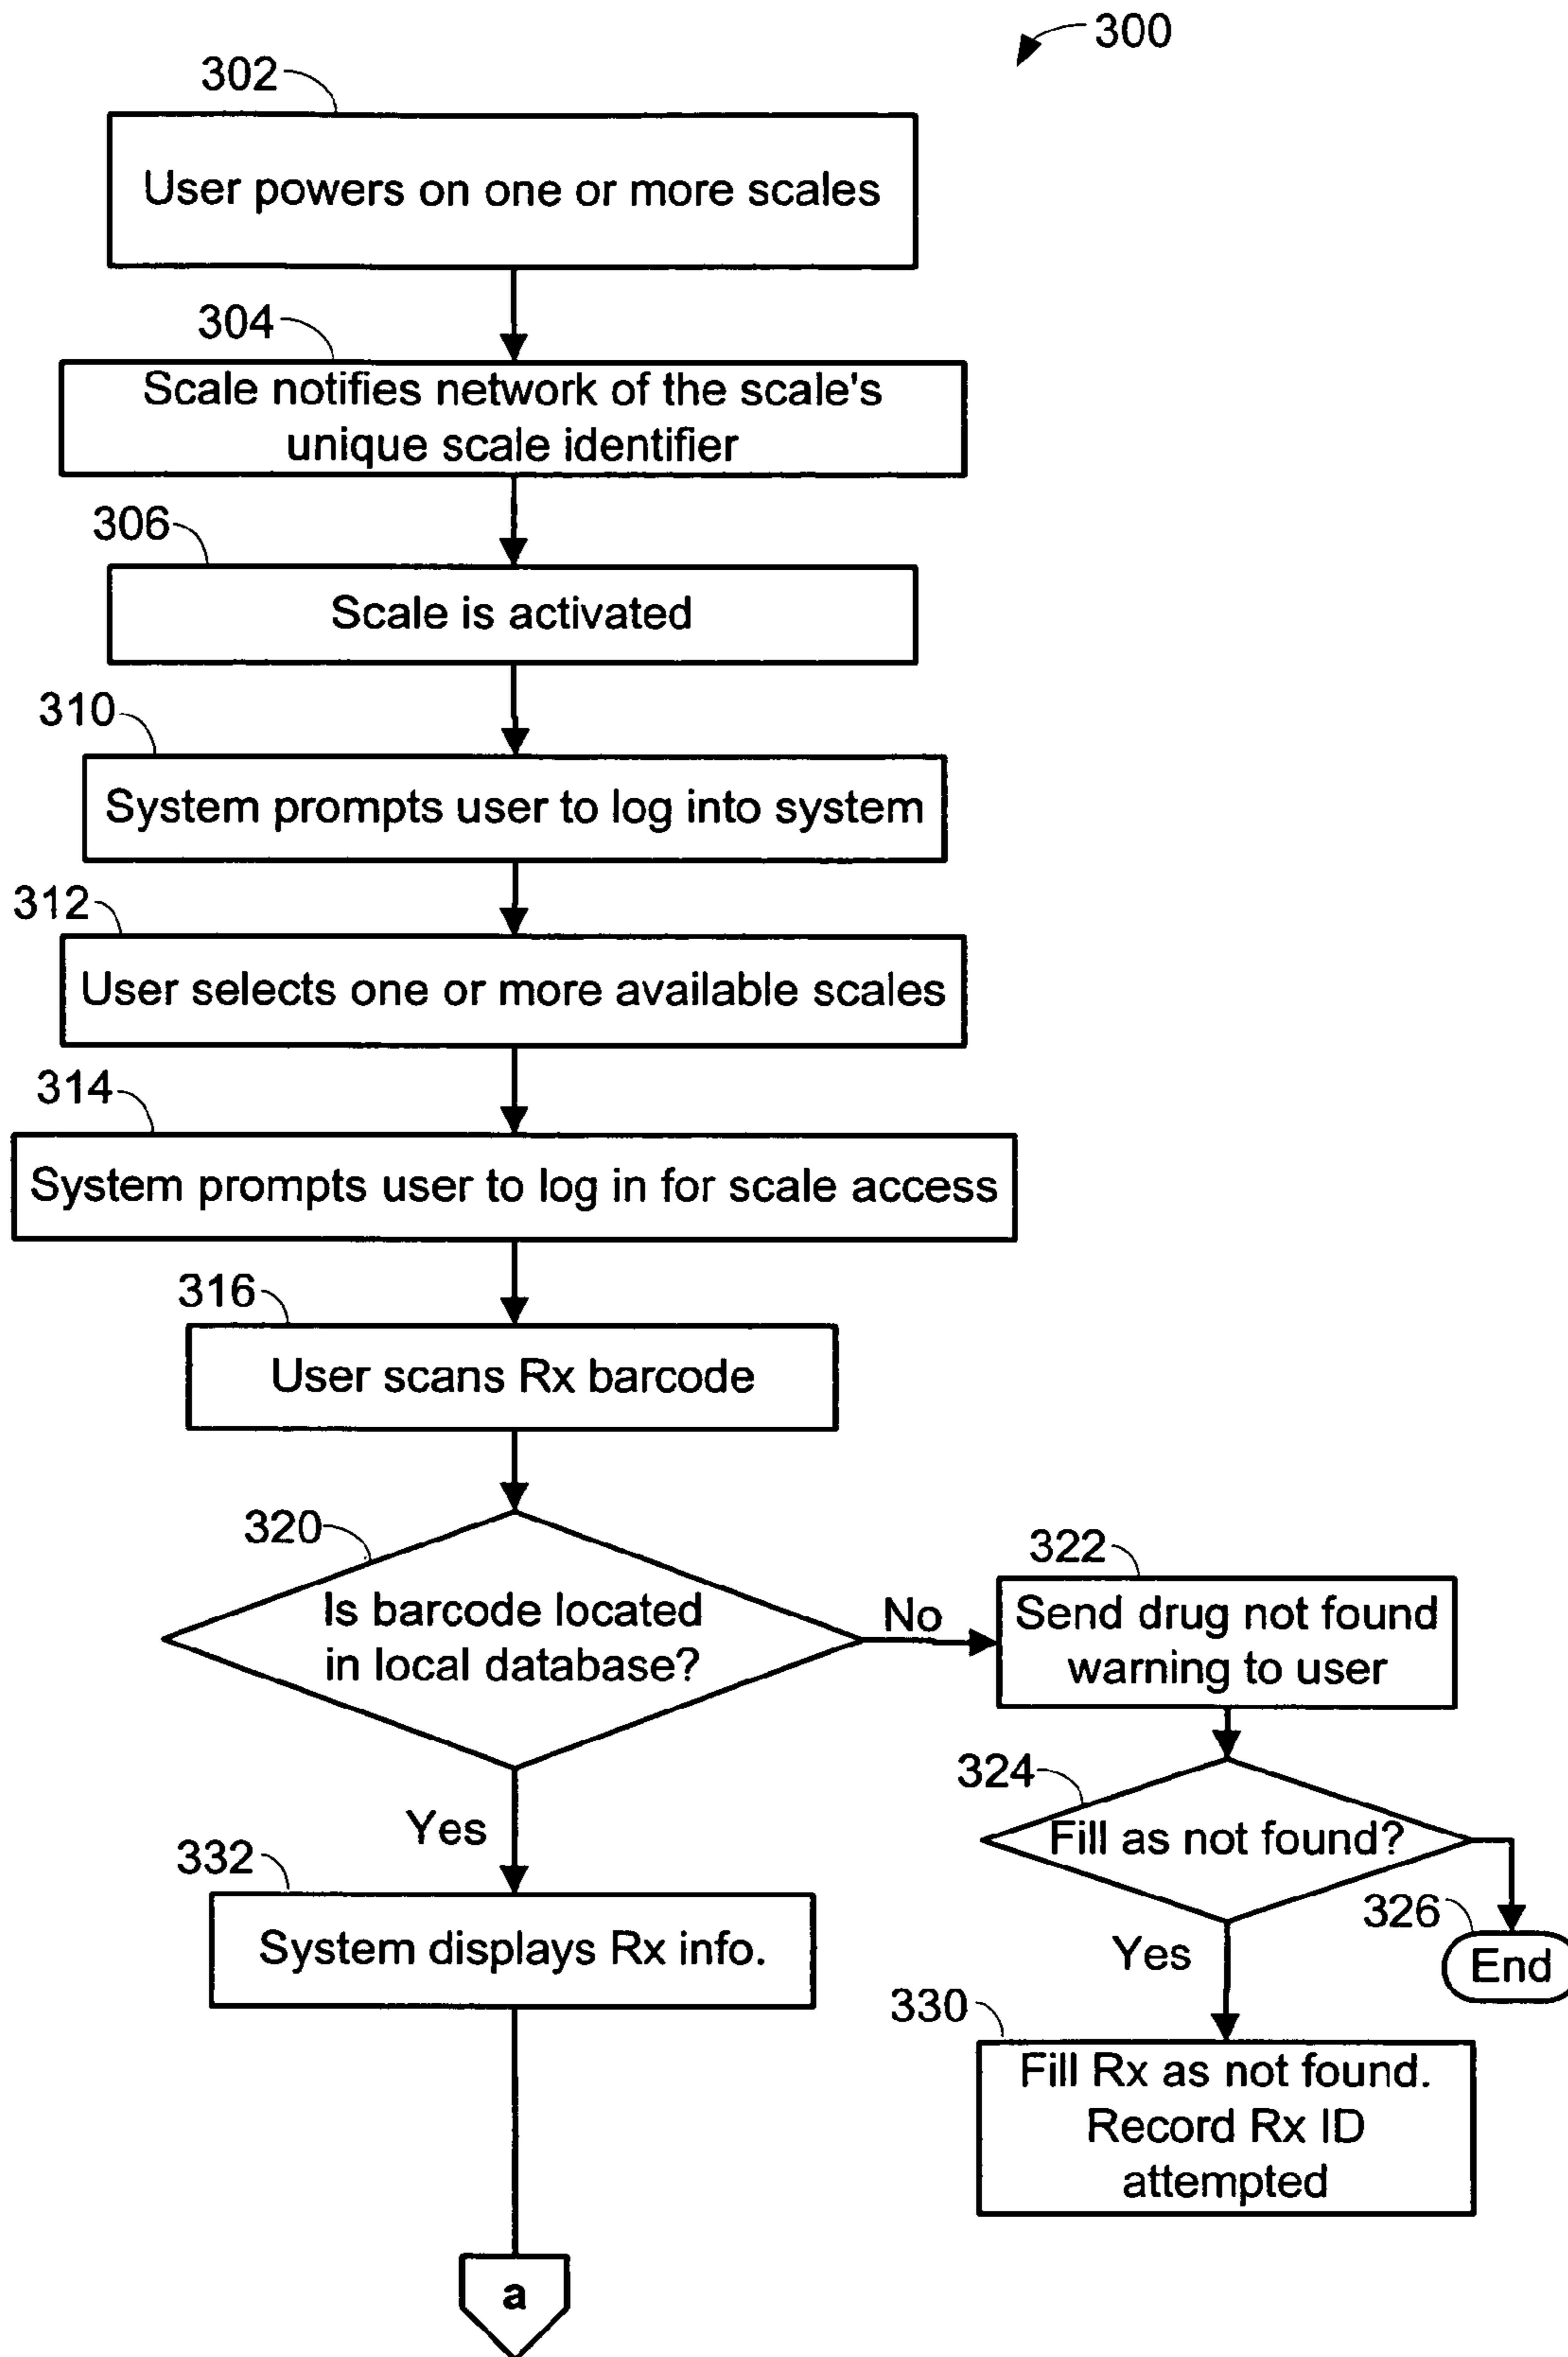 300
302
User powers on one or more scales
304
Scale notifies network of the scale's
unique scale identifier
306
Scale is activated
310
System prompts user to log into system
312
User selects one or more available scales
314
System prompts user to log in for scale access
316
User scans Rx barcode
320
Is barcode located
in local database?
No
322
Send drug not found
warning to user
324
Fill as not found?
326
End
Yes
330
Fill Rx as not found.
Record Rx ID
attempted
Yes
332
System displays Rx info.
a